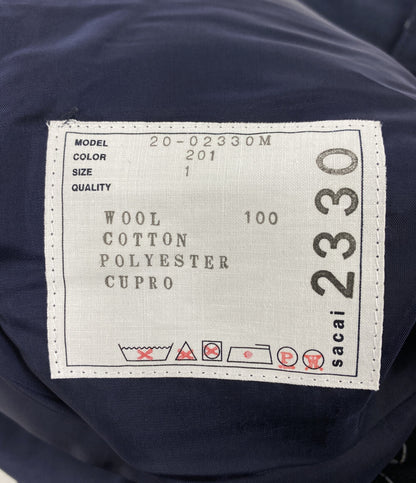 MODEL 20-02330M
COLOR 201
SIZE 1
QUALITY
WOOL 100
COTTON
POLYESTER
CUPRO
P W
sacai 2330